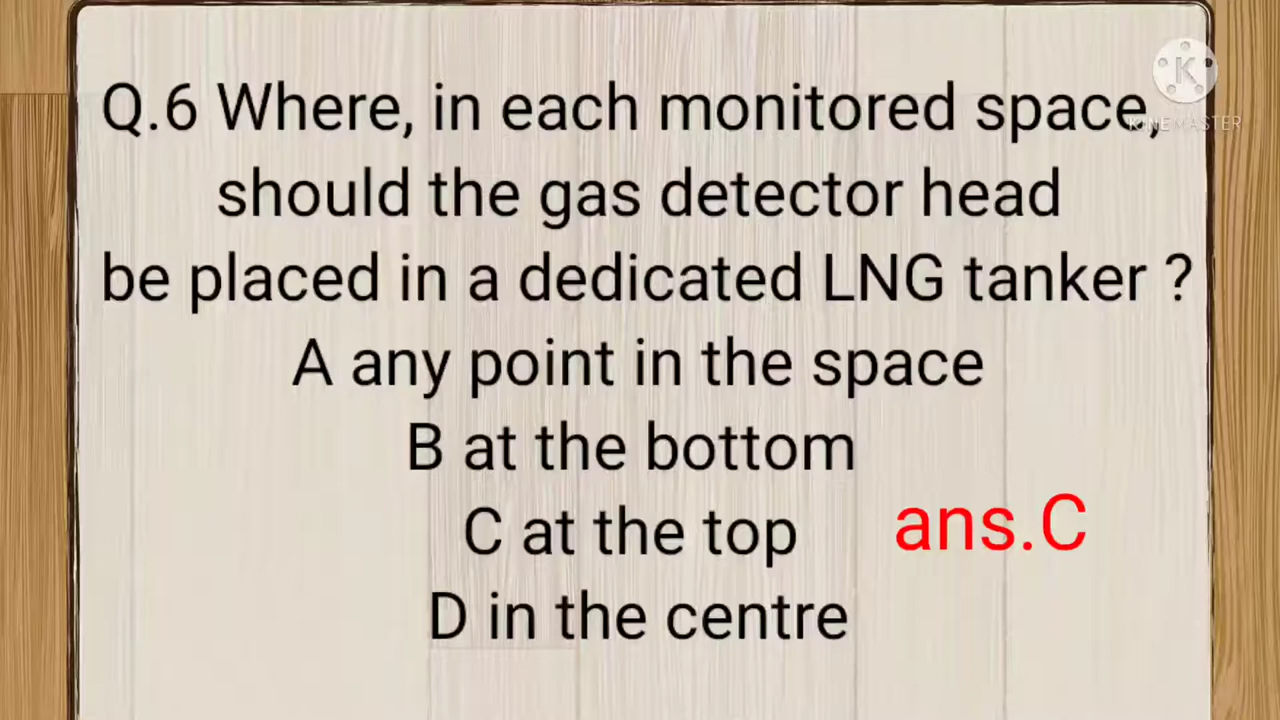 Q.6 Where, in each monitored space,
KINEMASTER
should the gas detector head
be placed in a dedicated LNG tanker ?
A any point in the space
B at the bottom
C at the top ans.C
D in the centre